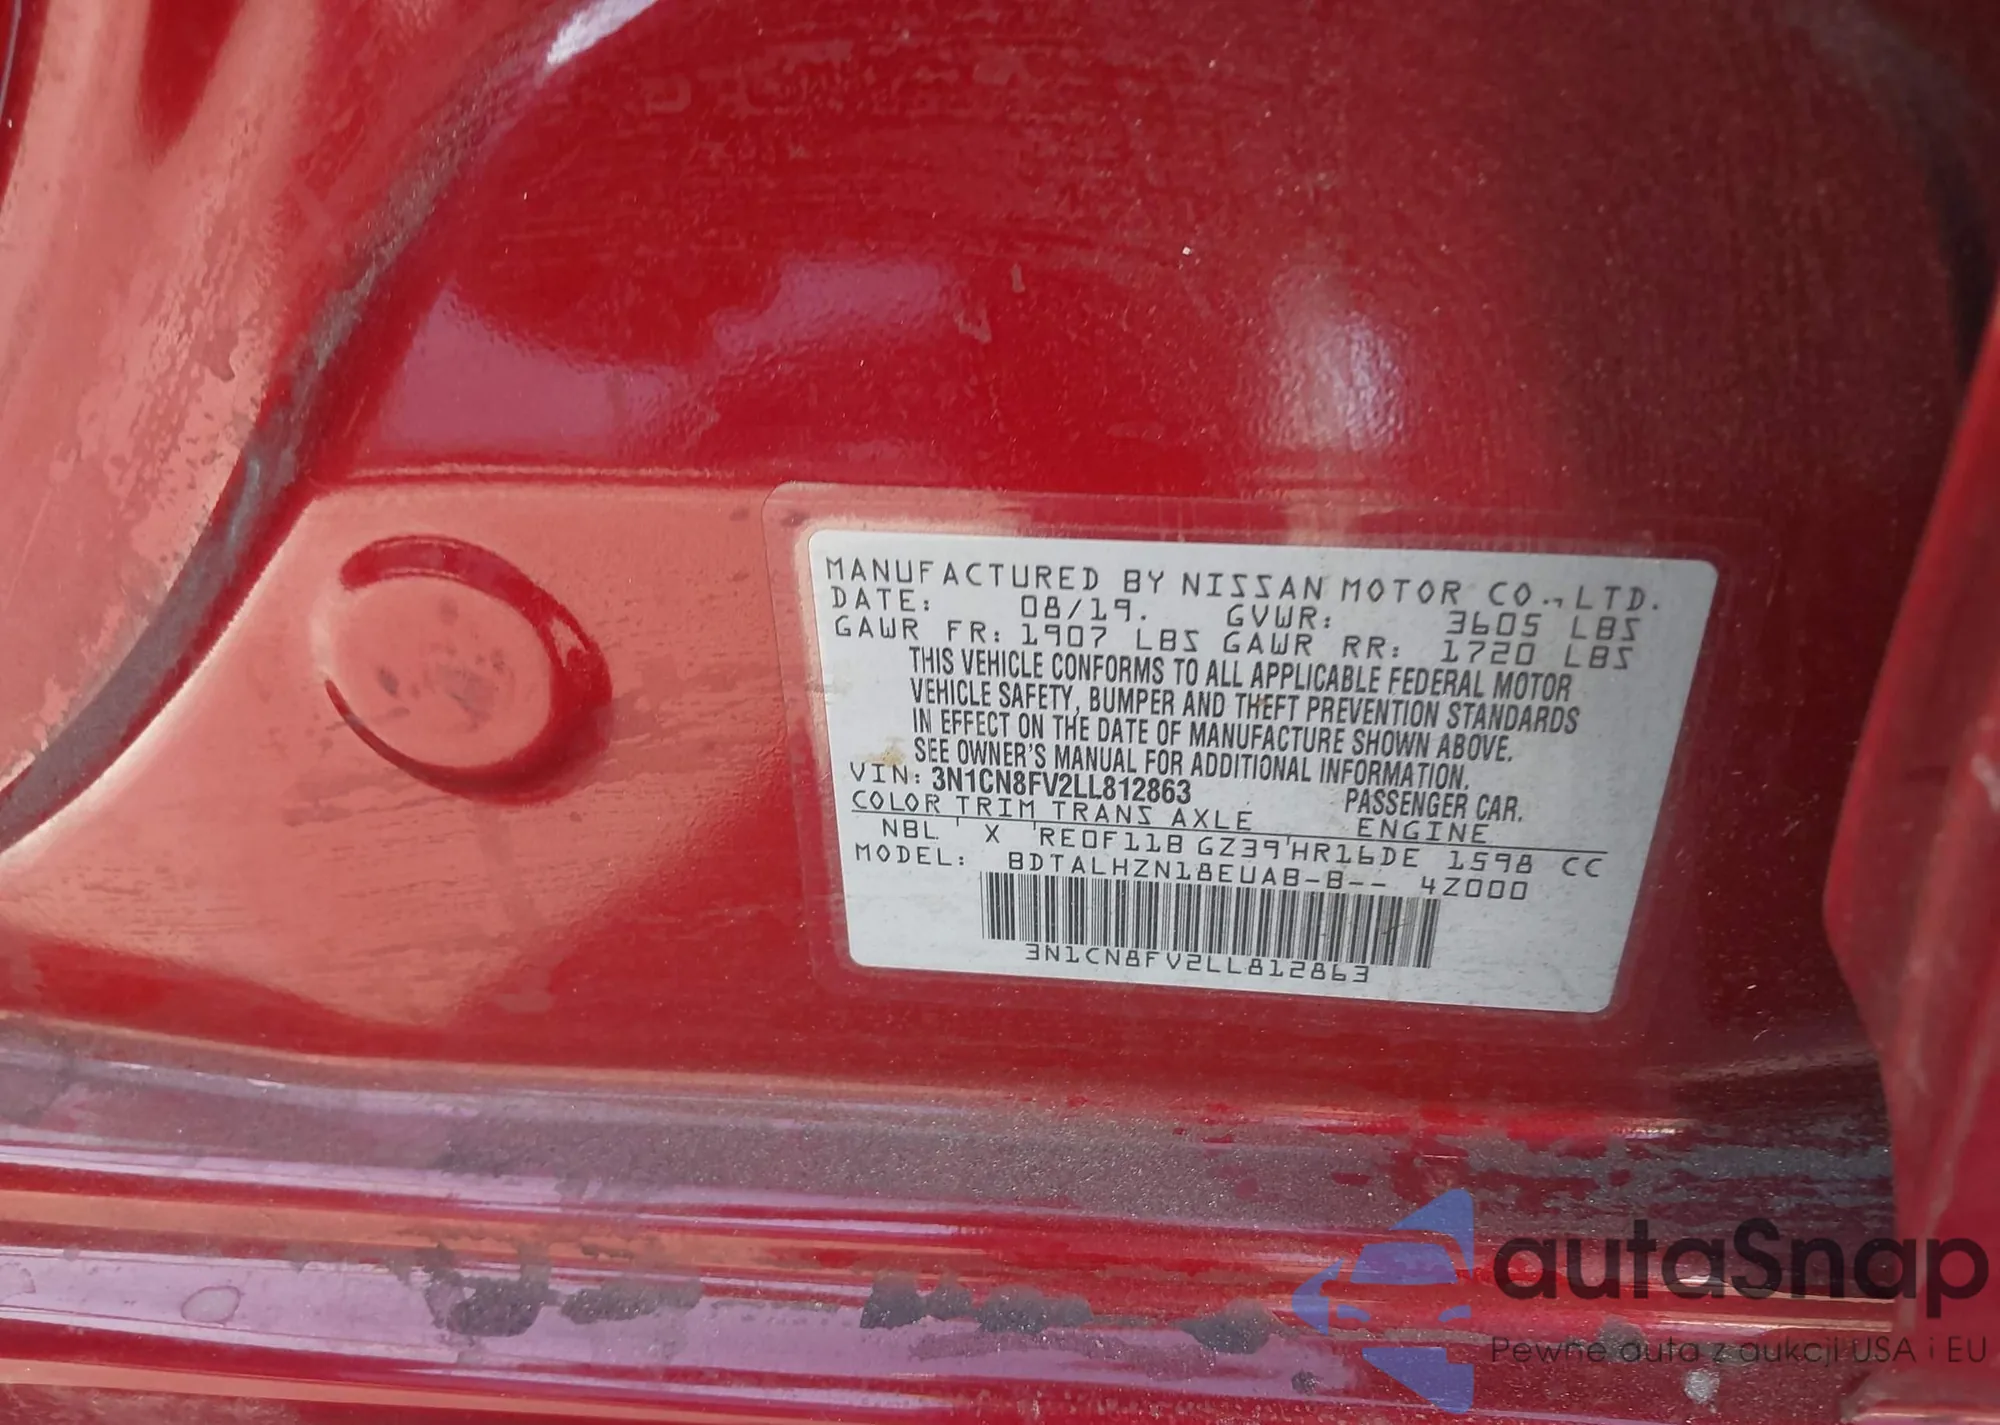 MANUFACTURED BY NISSAN MOTOR CO., LTD.
DATE: 08/19. GVWR: 3605 LBS
GAWR FR: 1907 LBS GAWR RR: 1720 LBS
THIS VEHICLE CONFORMS TO ALL APPLICABLE FEDERAL MOTOR
VEHICLE SAFETY, BUMPER AND THEFT PREVENTION STANDARDS
IN EFFECT ON THE DATE OF MANUFACTURE SHOWN ABOVE.
SEE OWNER'S MANUAL FOR ADDITIONAL INFORMATION.
VIN: 3N1CN8FV2LL812863 PASSENGER CAR.
COLOR TRIM TRANS AXLE ENGINE
NBL X RE0F11B GZ39 HR16DE 1598 CC
MODEL: BDTALHZN18EUAB-B-- 4Z000
3N1CN8FV2LL812863
autaSnap
Pewne auta z aukcji USA i EU